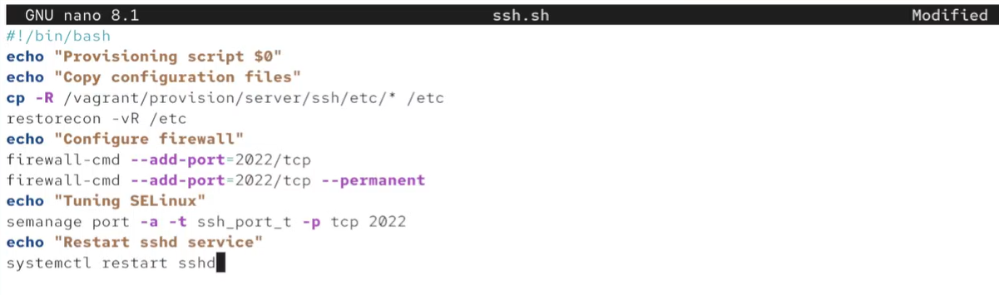 GNU nano 8.1 ssh.sh Modified
#!/bin/bash
echo "Provisioning script $0"
echo "Copy configuration files"
cp -R /vagrant/provision/server/ssh/etc/* /etc
restorecon -vR /etc
echo "Configure firewall"
firewall-cmd --add-port=2022/tcp
firewall-cmd --add-port=2022/tcp --permanent
echo "Tuning SELinux"
semanage port -a -t ssh_port_t -p tcp 2022
echo "Restart sshd service"
systemctl restart sshd